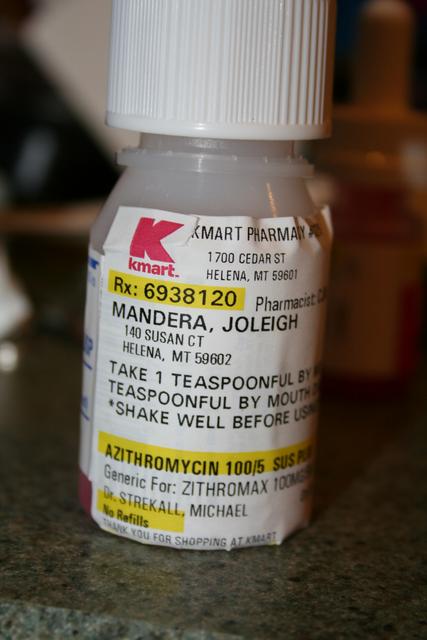 K
kmart.
KMART PHARMACY
1700 CEDAR ST
HELENA, MT 59601
Rx: 6938120 Pharmacist:
MANDERA, JOLEIGH
140 SUSAN CT
HELENA, MT 59602
TAKE 1 TEASPOONFUL BY
TEASPOONFUL BY MOUTH
*SHAKE WELL BEFORE
AZITHROMYCIN 100/5 SUS
Generic For: ZITHROMAX
Dr. STREKALL, MICHAEL
No Refills
THANK YOU FOR SHOPPING AT KMART